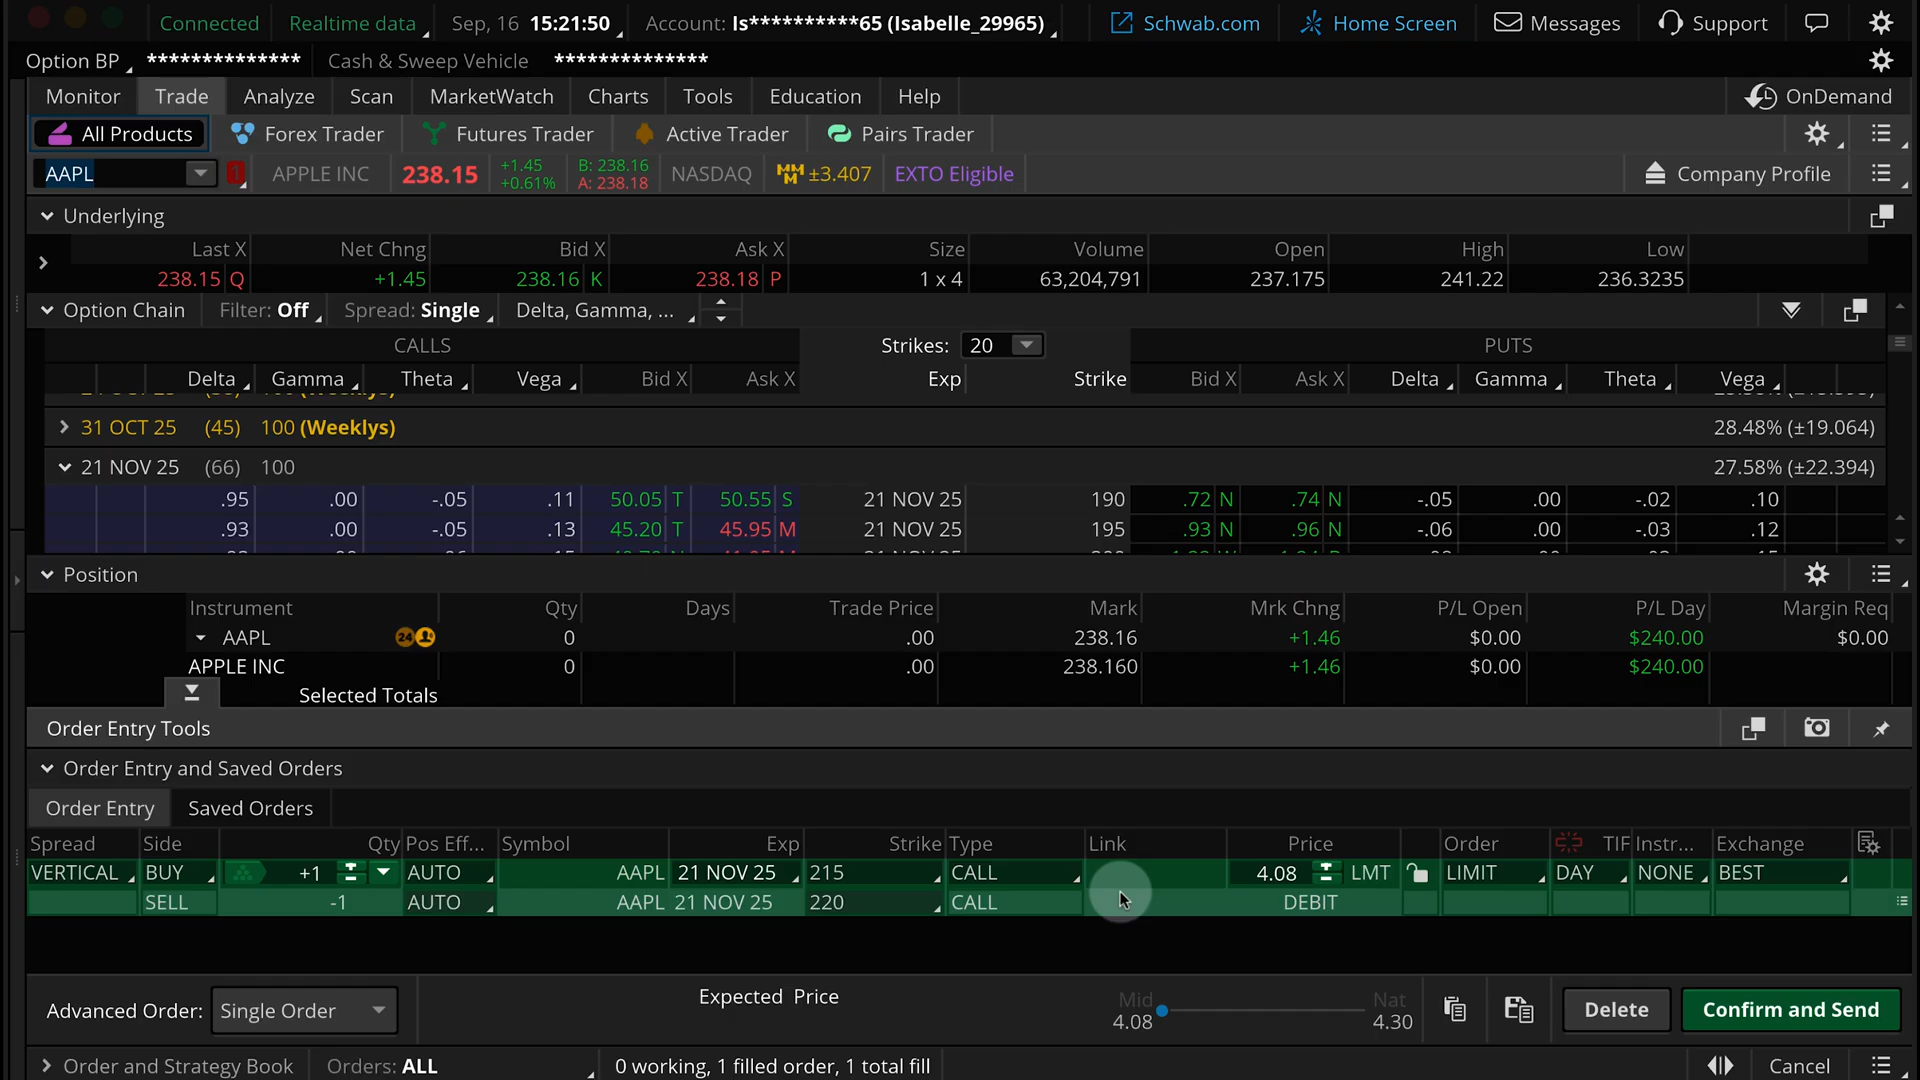 Connected Realtime data Sep, 16 15:21:50 Account: Is**********65 (Isabelle_29965) Schwab.com Home Screen Messages Support
Option BP ************** Cash & Sweep Vehicle **************
Monitor Trade Analyze Scan MarketWatch Charts Tools Education Help OnDemand
All Products Forex Trader Futures Trader Active Trader Pairs Trader
AAPL 1 APPLE INC 238.15 +1.45 +0.61% B: 238.16 A: 238.18 NASDAQ MM ±3.407 EXTO Eligible Company Profile
Underlying
Last X Net Chng Bid X Ask X Size Volume Open High Low
238.15 Q +1.45 238.16 K 238.18 P 1 x 4 63,204,791 237.175 241.22 236.3235
Option Chain Filter: Off Spread: Single Delta, Gamma, ...
CALLS Strikes: 20 PUTS
Delta Gamma Theta Vega Bid X Ask X Exp Strike Bid X Ask X Delta Gamma Theta Vega
31 OCT 25 (45) 100 (Weeklys) 28.48% (±19.064)
21 NOV 25 (66) 100 27.58% (±22.394)
.95 .00 -.05 .11 50.05 T 50.55 S 21 NOV 25 190 .72 N .74 N -.05 .00 -.02 .10
.93 .00 -.05 .13 45.20 T 45.95 M 21 NOV 25 195 .93 N .96 N -.06 .00 -.03 .12
Position
Instrument Qty Days Trade Price Mark Mrk Chng P/L Open P/L Day Margin Req
AAPL 24 0 .00 238.16 +1.46 $0.00 $240.00 $0.00
APPLE INC 0 .00 238.160 +1.46 $0.00 $240.00
Selected Totals
Order Entry Tools
Order Entry and Saved Orders
Order Entry Saved Orders
Spread Side Qty Pos Eff... Symbol Exp Strike Type Link Price Order TIF Instr... Exchange
VERTICAL BUY +1 AUTO AAPL 21 NOV 25 215 CALL 4.08 LMT LIMIT DAY NONE BEST
SELL -1 AUTO AAPL 21 NOV 25 220 CALL DEBIT
Advanced Order: Single Order Expected Price Mid 4.08 Nat 4.30 Delete Confirm and Send
Order and Strategy Book Orders: ALL 0 working, 1 filled order, 1 total fill Cancel